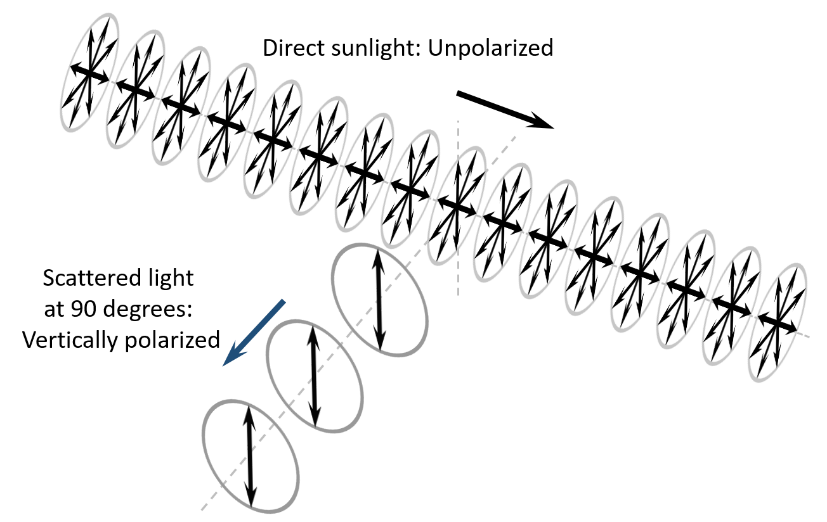 Direct sunlight: Unpolarized
Scattered light
at 90 degrees:
Vertically polarized